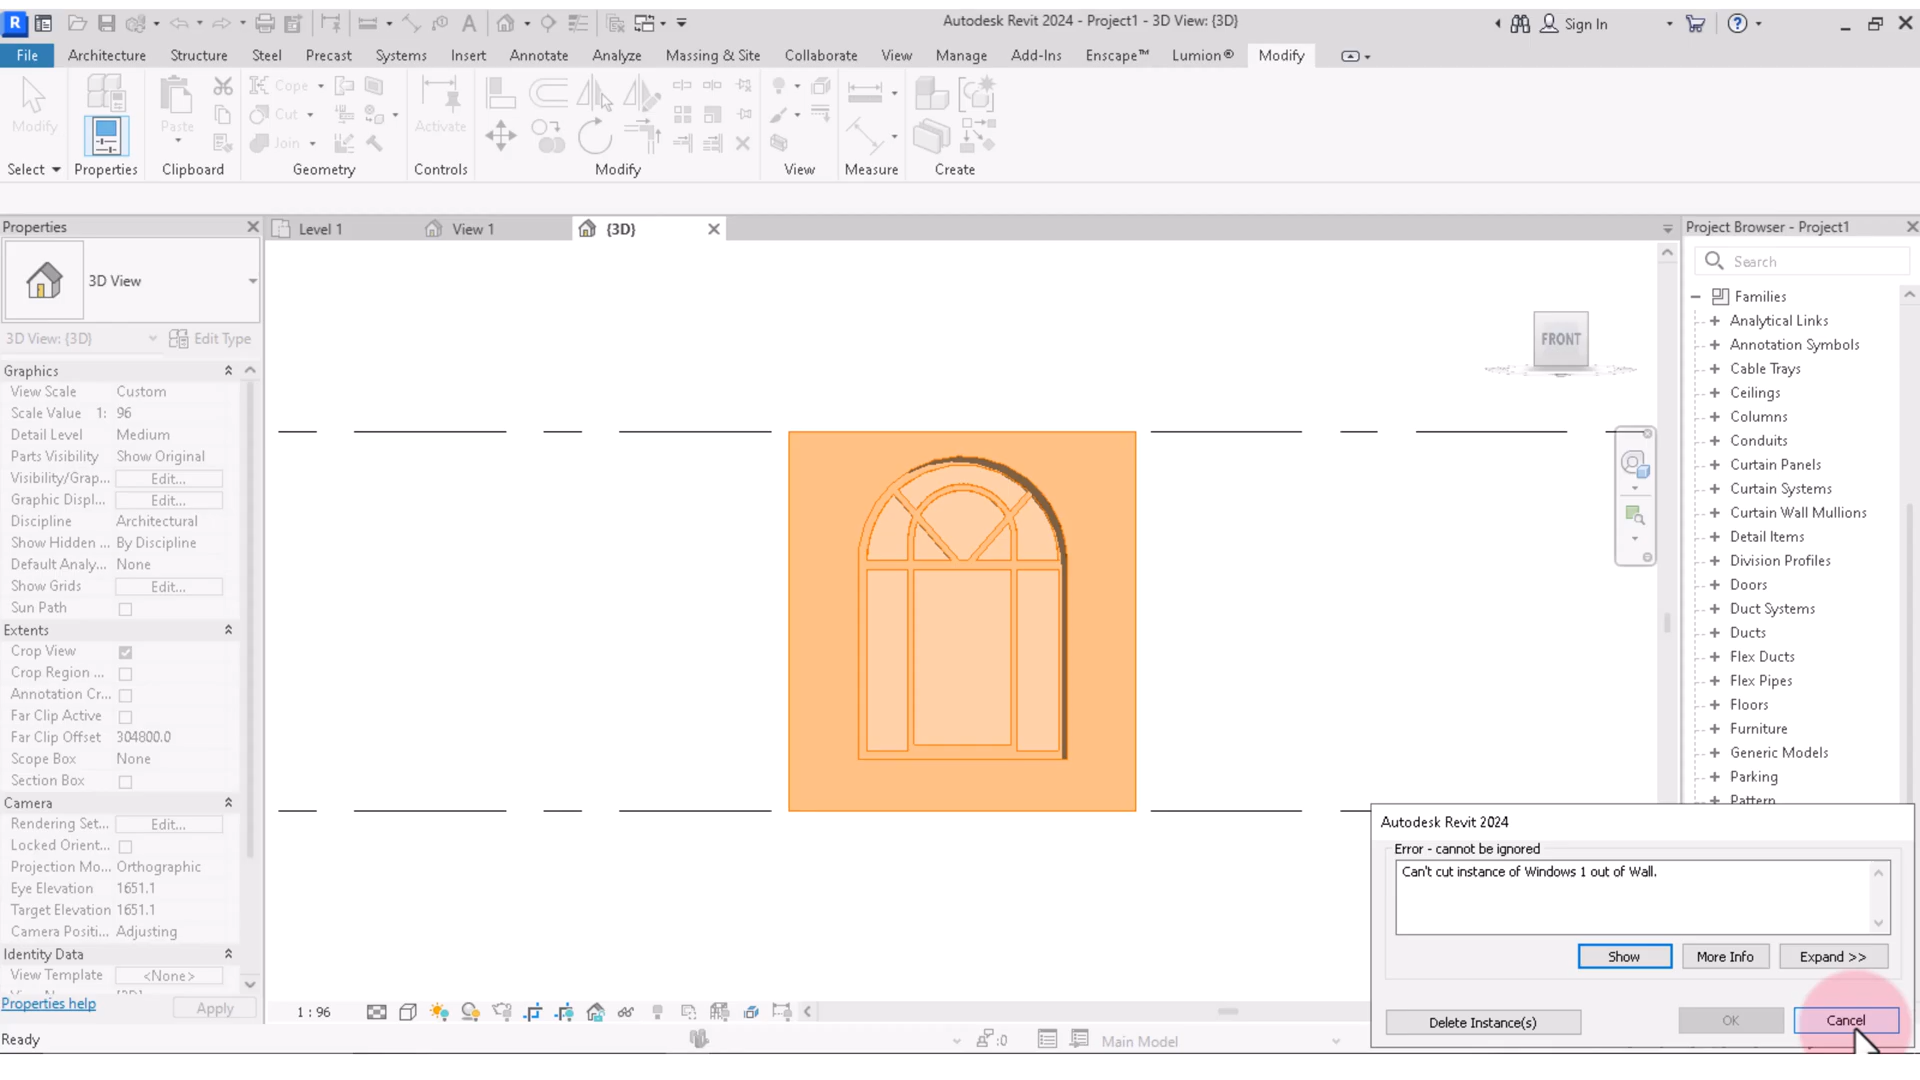 R
Autodesk Revit 2024 - Project1 - 3D View: {3D}
Sign In
File
Architecture
Structure
Steel
Precast
Systems
Insert
Annotate
Analyze
Massing & Site
Collaborate
View
Manage
Add-Ins
Enscape™
Lumion®
Modify
Modify
Paste
Cope
Cut
Join
Activate
Select
Properties
Clipboard
Geometry
Controls
Modify
View
Measure
Create
Properties
3D View
3D View: {3D}
Edit Type
Graphics
View Scale Custom
Scale Value 1: 96
Detail Level Medium
Parts Visibility Show Original
Visibility/Grap... Edit...
Graphic Displ... Edit...
Discipline Architectural
Show Hidden ... By Discipline
Default Analy... None
Show Grids Edit...
Sun Path
Extents
Crop View
Crop Region ...
Annotation Cr...
Far Clip Active
Far Clip Offset 304800.0
Scope Box None
Section Box
Camera
Rendering Set... Edit...
Locked Orient...
Projection Mo... Orthographic
Eye Elevation 1651.1
Target Elevation 1651.1
Camera Positi... Adjusting
Identity Data
View Template <None>
Properties help
Apply
Ready
Level 1
View 1
{3D}
FRONT
1 : 96
:0
Main Model
Project Browser - Project1
Search
Families
Analytical Links
Annotation Symbols
Cable Trays
Ceilings
Columns
Conduits
Curtain Panels
Curtain Systems
Curtain Wall Mullions
Detail Items
Division Profiles
Doors
Duct Systems
Ducts
Flex Ducts
Flex Pipes
Floors
Furniture
Generic Models
Parking
Pattern
Autodesk Revit 2024
Error - cannot be ignored
Can't cut instance of Windows 1 out of Wall.
Show
More Info
Expand >>
Delete Instance(s)
OK
Cancel